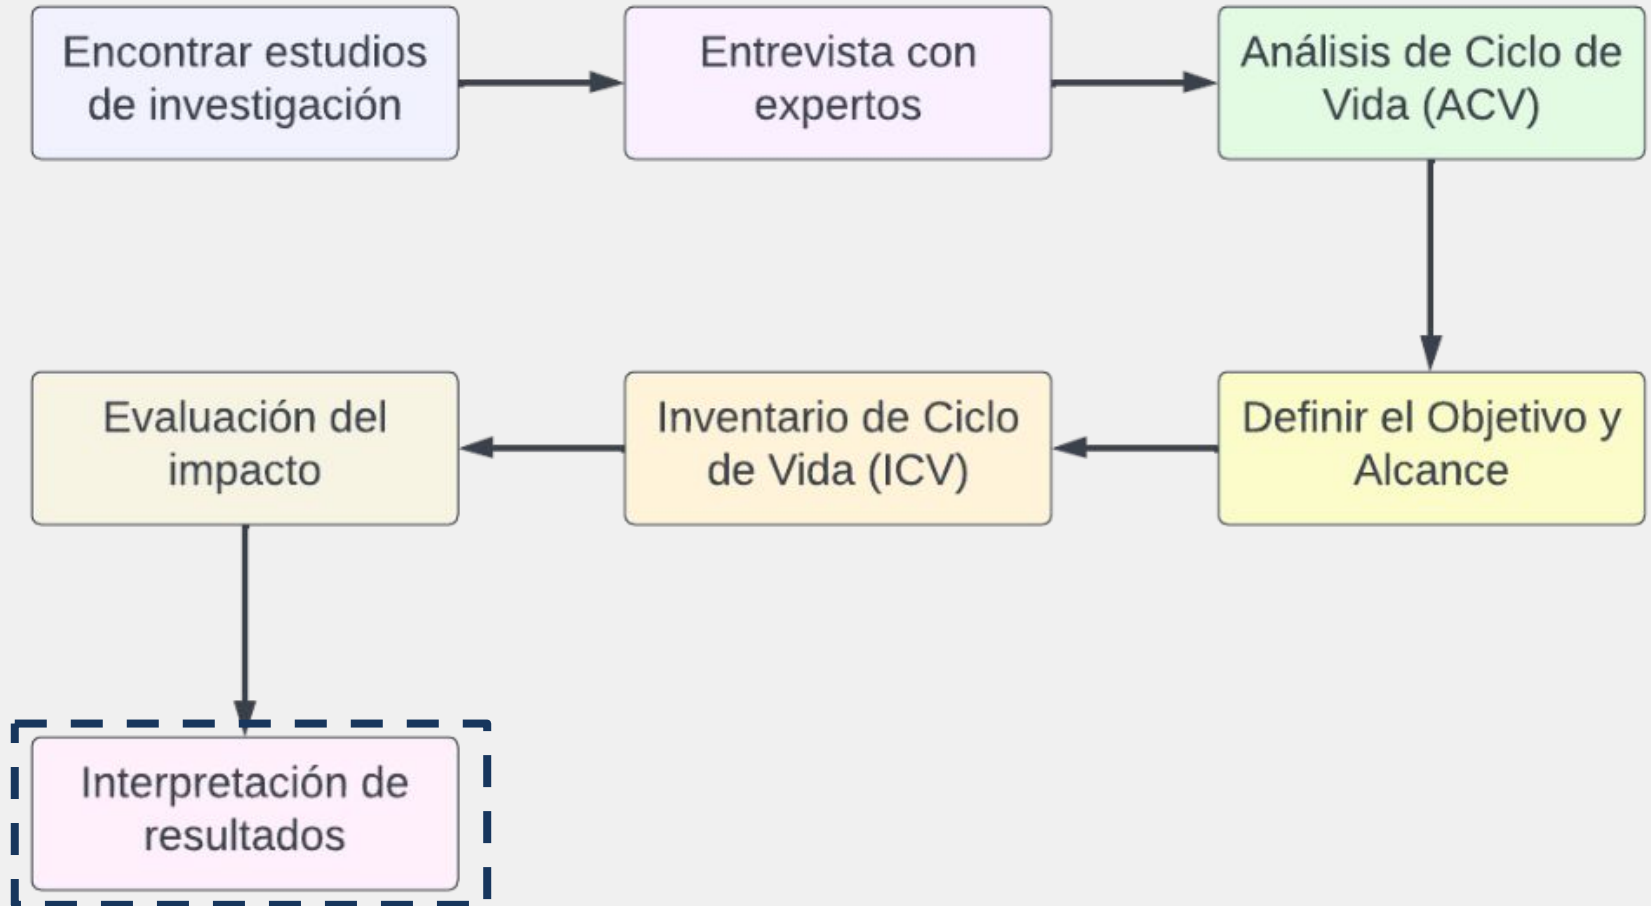 Encontrar estudios
de investigación
Entrevista con
expertos
Análisis de Ciclo de
Vida (ACV)
Definir el Objetivo y
Alcance
Inventario de Ciclo
de Vida (ICV)
Evaluación del
impacto
Interpretación de
resultados